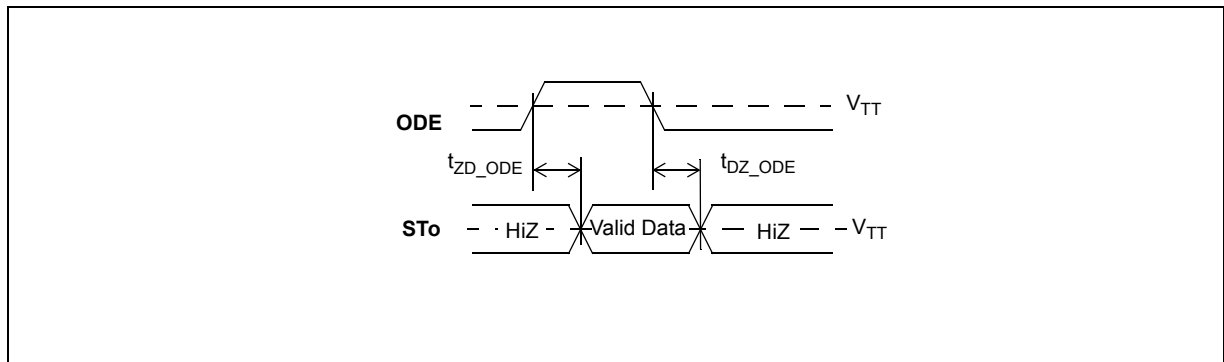 V_TT
ODE
t_ZD_ODE
t_DZ_ODE
STo HiZ Valid Data HiZ V_TT